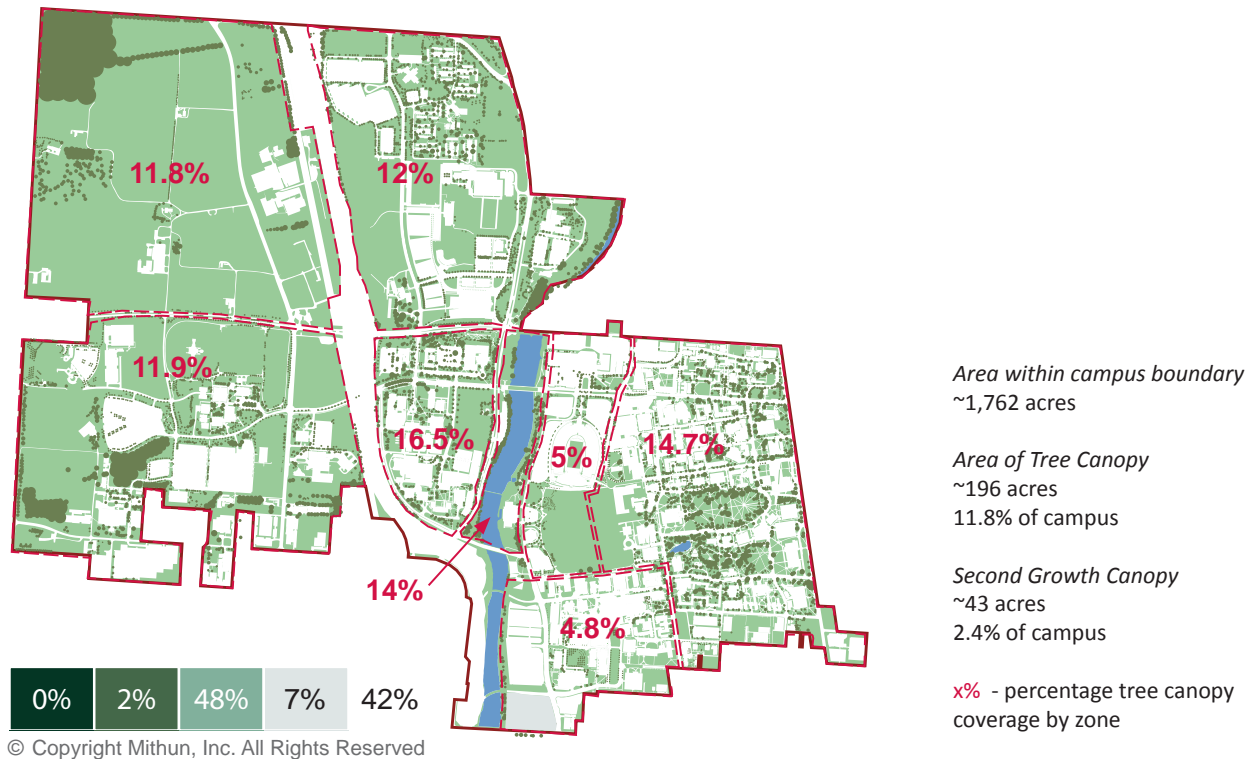 11.8%
12%
11.9%
16.5%
5%
14.7%
14%
4.8%
Area within campus boundary
~1,762 acres
Area of Tree Canopy
~196 acres
11.8% of campus
Second Growth Canopy
~43 acres
2.4% of campus
x% - percentage tree canopy
coverage by zone
0% 2% 48% 7% 42%
© Copyright Mithun, Inc. All Rights Reserved